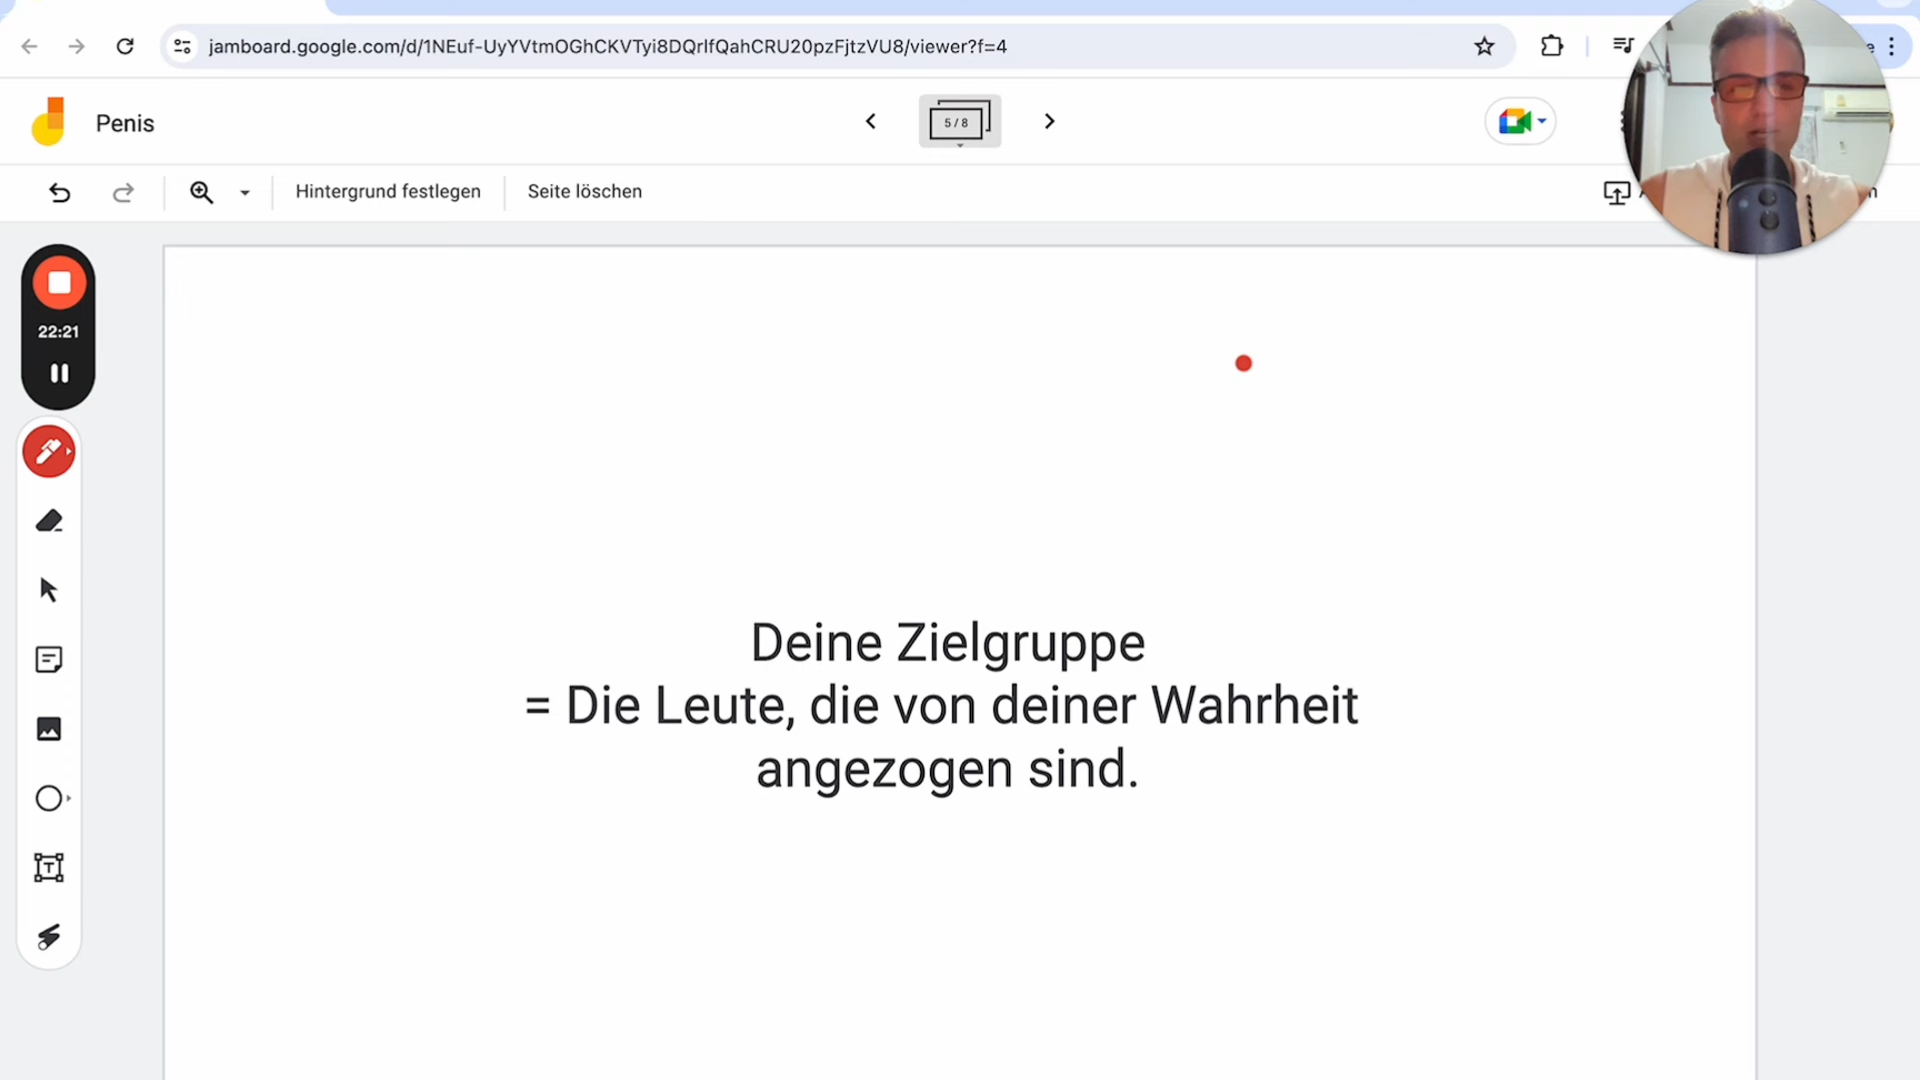 jamboard.google.com/d/1NEuf-UyYVtmOGhCKVTyi8DQrIfQahCRU20pzFjtzVU8/viewer?f=4
Penis
5 / 8
Hintergrund festlegen
Seite löschen
22:21
Deine Zielgruppe
= Die Leute, die von deiner Wahrheit
angezogen sind.